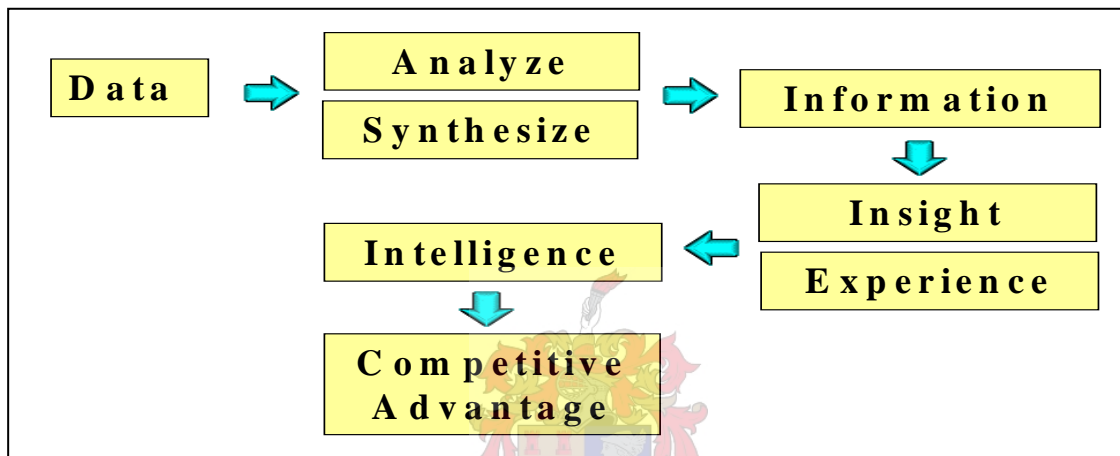 Data
Analyze
Synthesize
Information
Insight
Experience
Intelligence
Competitive
Advantage